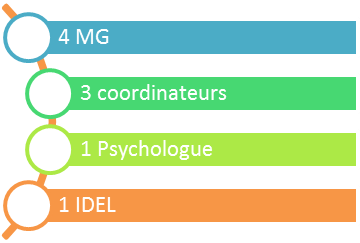 4 MG
3 coordinateurs
1 Psychologue
1 IDEL